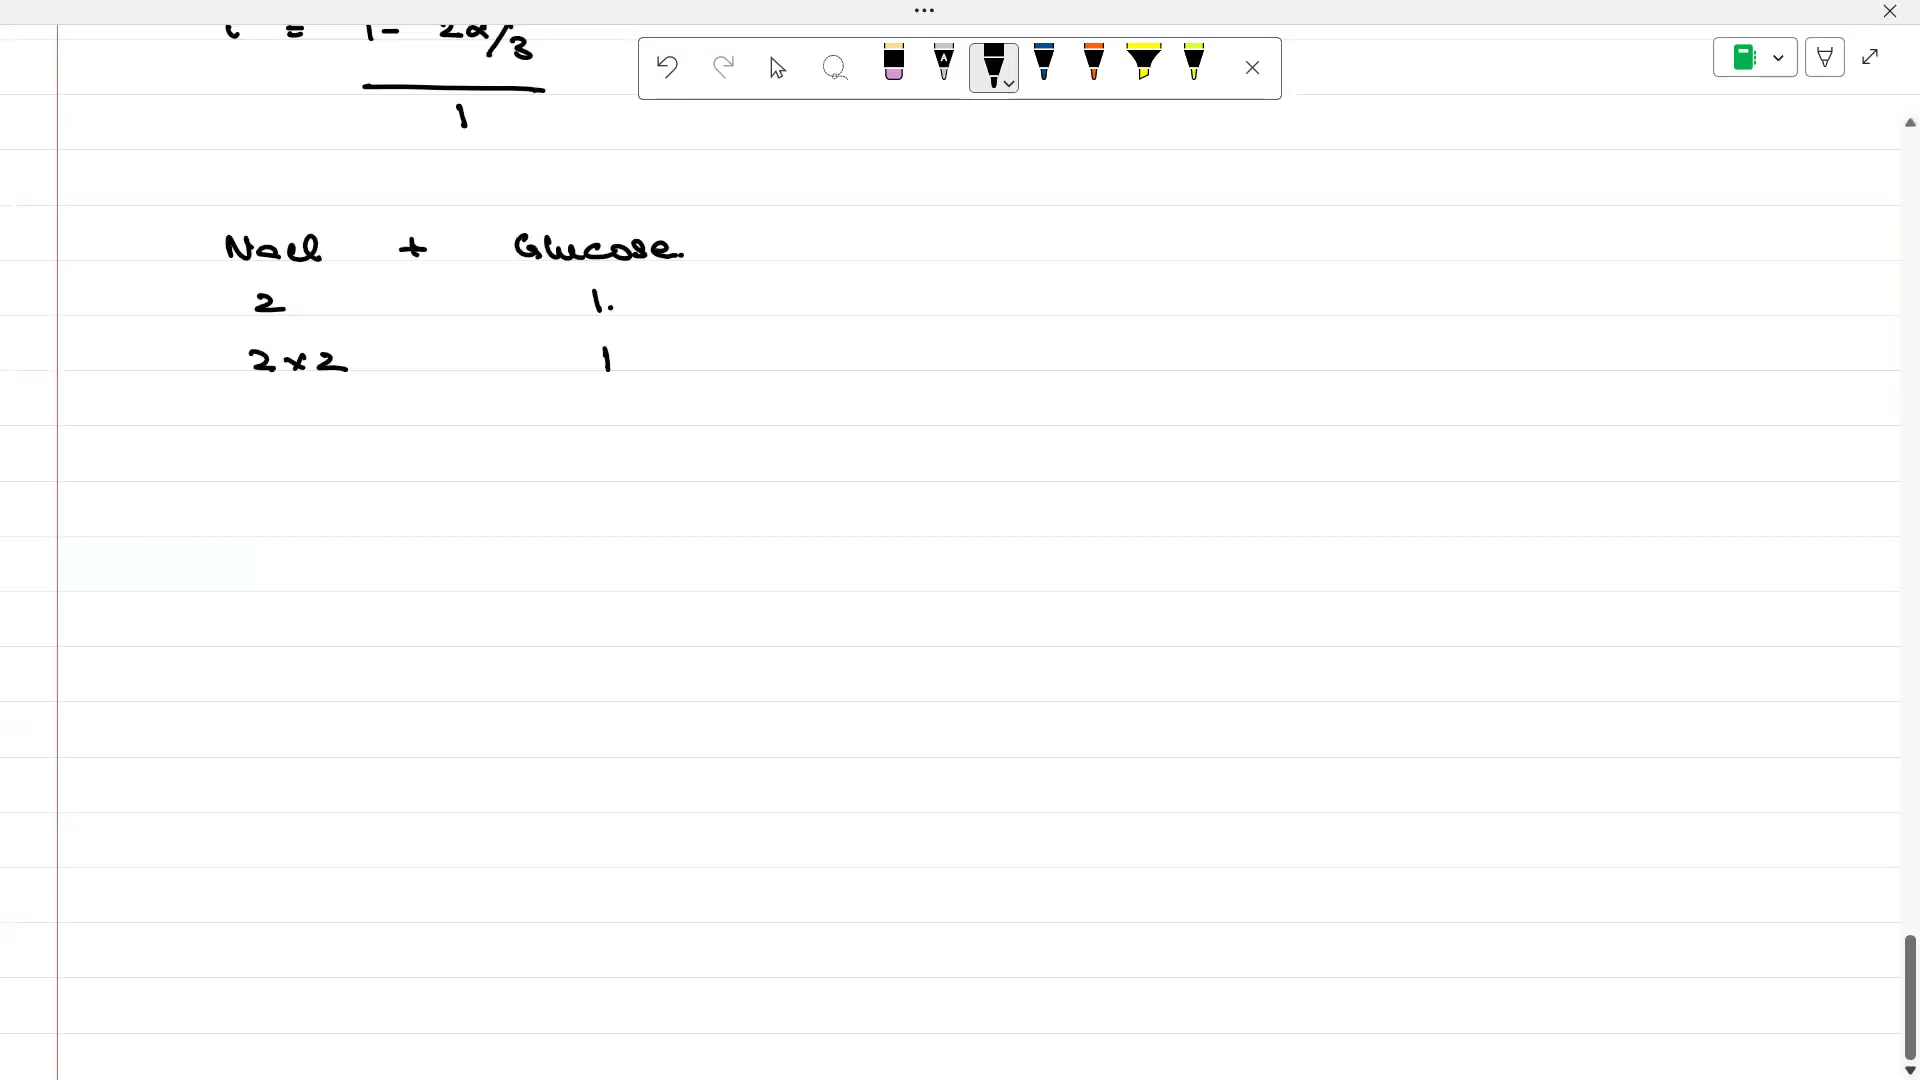 i = 1 - 2α/3
1
NaCl + Glucose.
2 1.
2 x 2 1